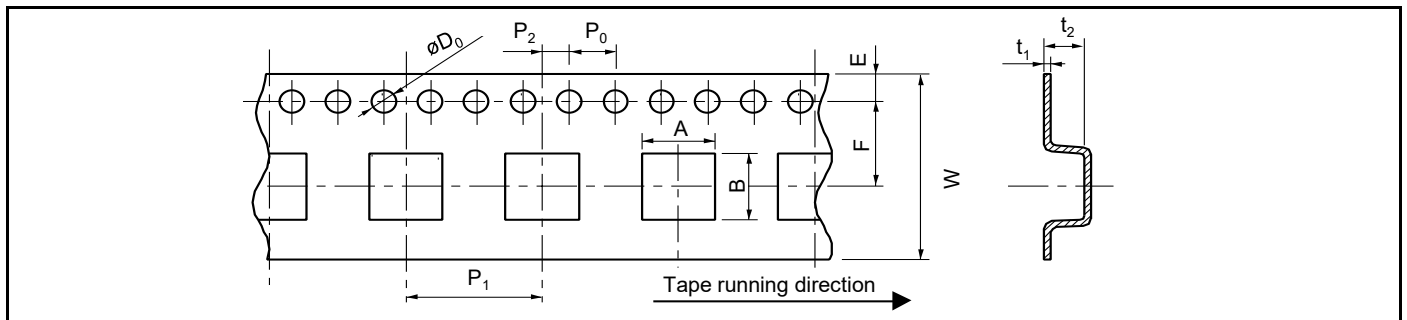 øD₀
P₂
P₀
E
t₁
t₂
A
F
B
W
P₁
Tape running direction